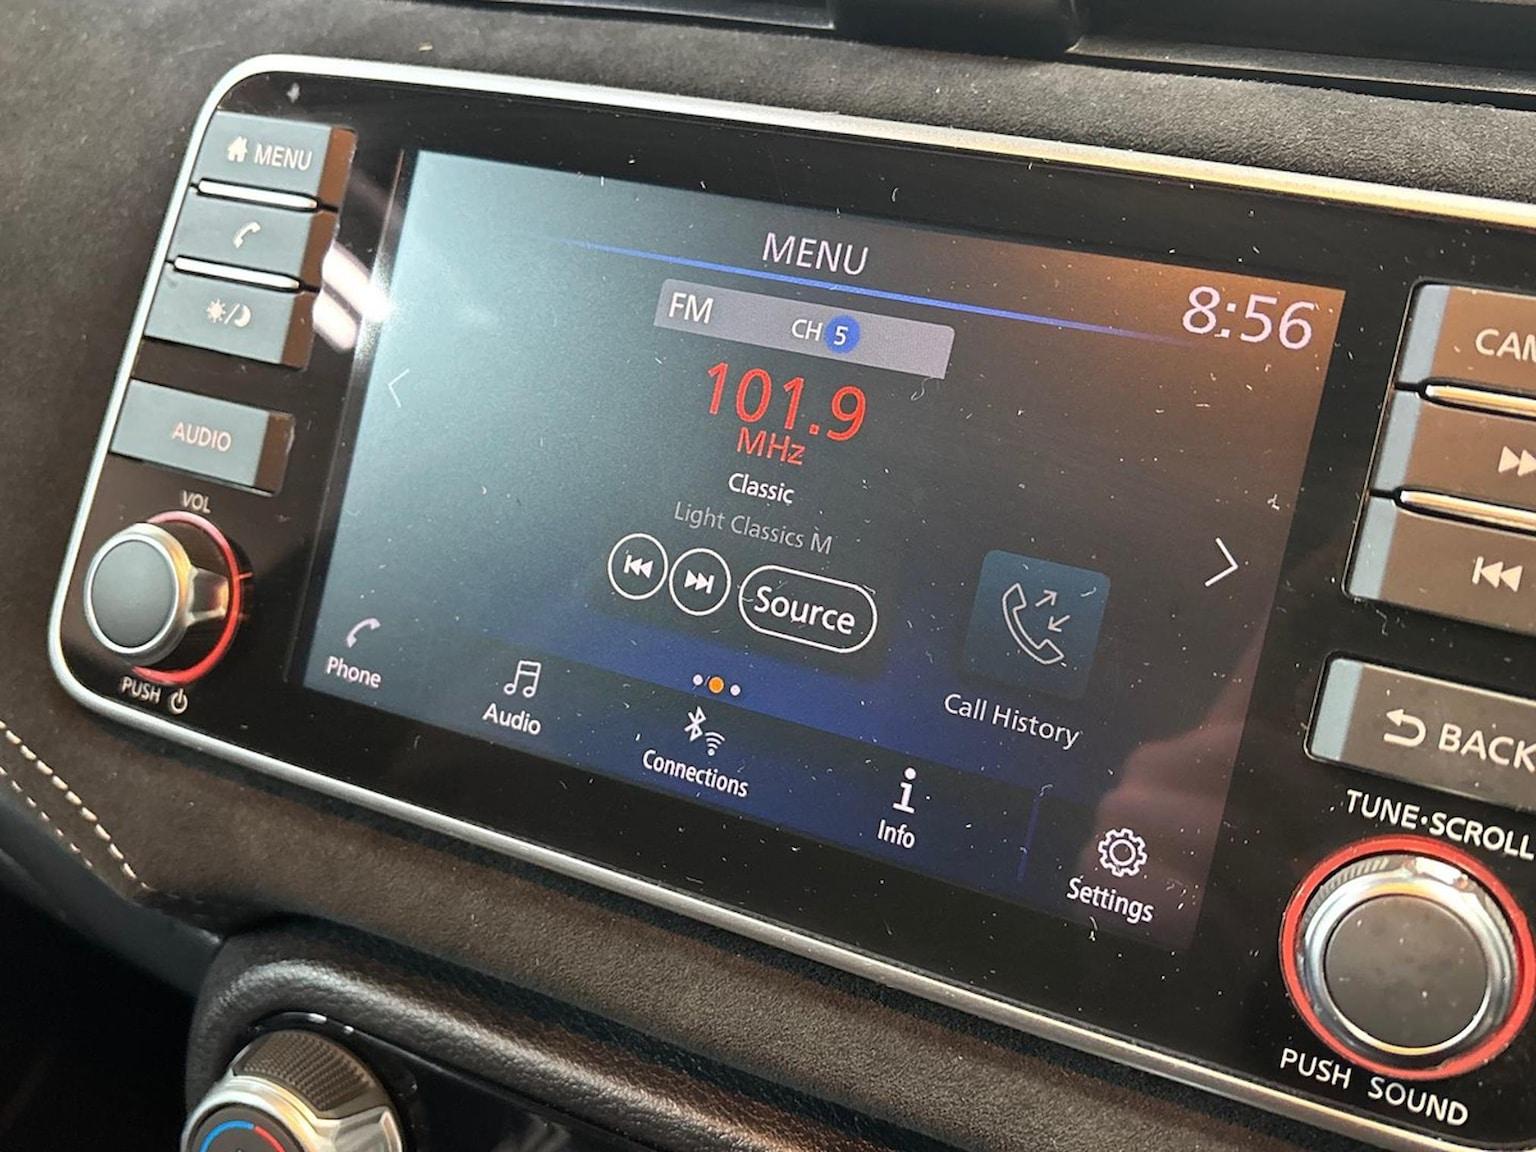 MENU
AUDIO
VOL
PUSH
MENU
8:56
FM
CH 5
101.9
MHz
Classic
Light Classics M
Source
Call History
Phone
Audio
Connections
Info
Settings
BACK
TUNE·SCROLL
PUSH SOUND